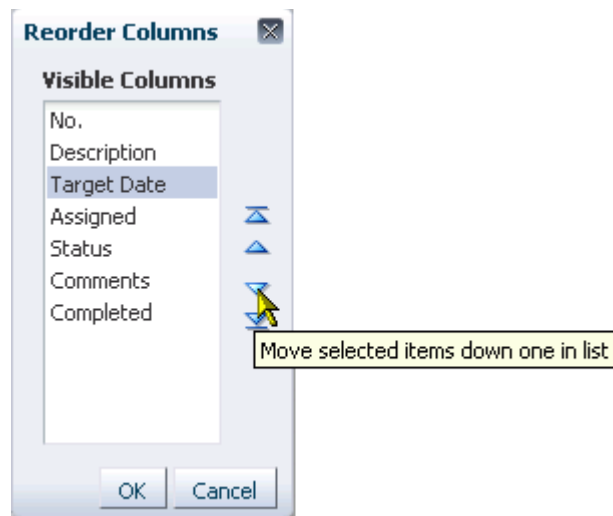 Reorder Columns
Visible Columns
No.
Description
Target Date
Assigned
Status
Comments
Completed
Move selected items down one in list
OK
Cancel